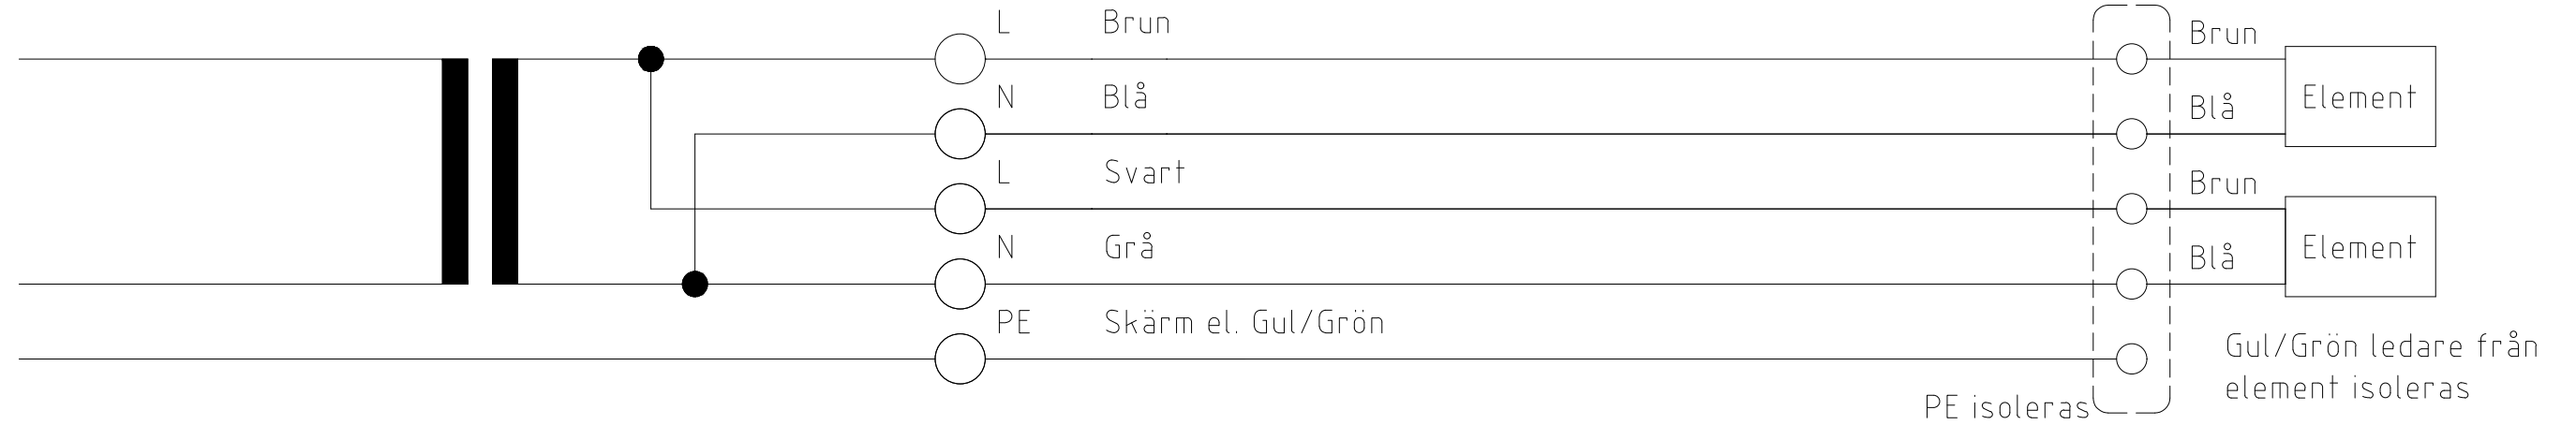 L Brun
N Blå
L Svart
N Grå
PE Skärm el. Gul/Grön
PE isoleras
Brun
Blå
Element
Brun
Blå
Element
Gul/Grön ledare från
element isoleras